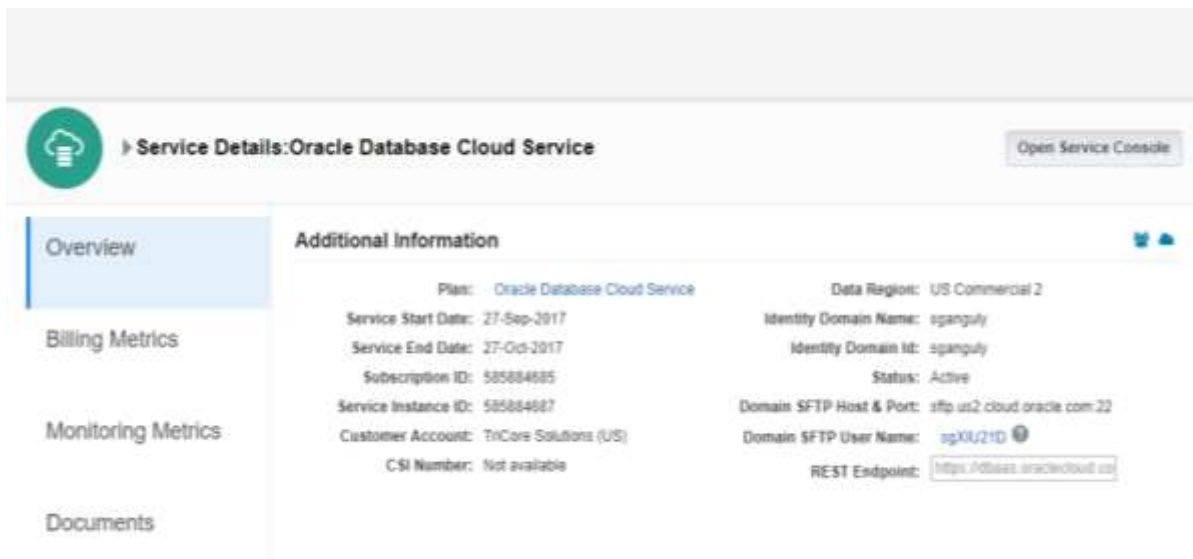 Service Details:Oracle Database Cloud Service
Open Service Console
Overview
Billing Metrics
Monitoring Metrics
Documents
Additional Information
Plan: Oracle Database Cloud Service
Service Start Date: 27-Sep-2017
Service End Date: 27-Oct-2017
Subscription ID: 585884685
Service Instance ID: 585884687
Customer Account: TriCore Solutions (US)
CSI Number: Not available
Data Region: US Commercial 2
Identity Domain Name: sganguly
Identity Domain Id: sganguly
Status: Active
Domain SFTP Host & Port: sftp.us2.cloud.oracle.com:22
Domain SFTP User Name:
REST Endpoint: https://dbaas.oraclecloud.co